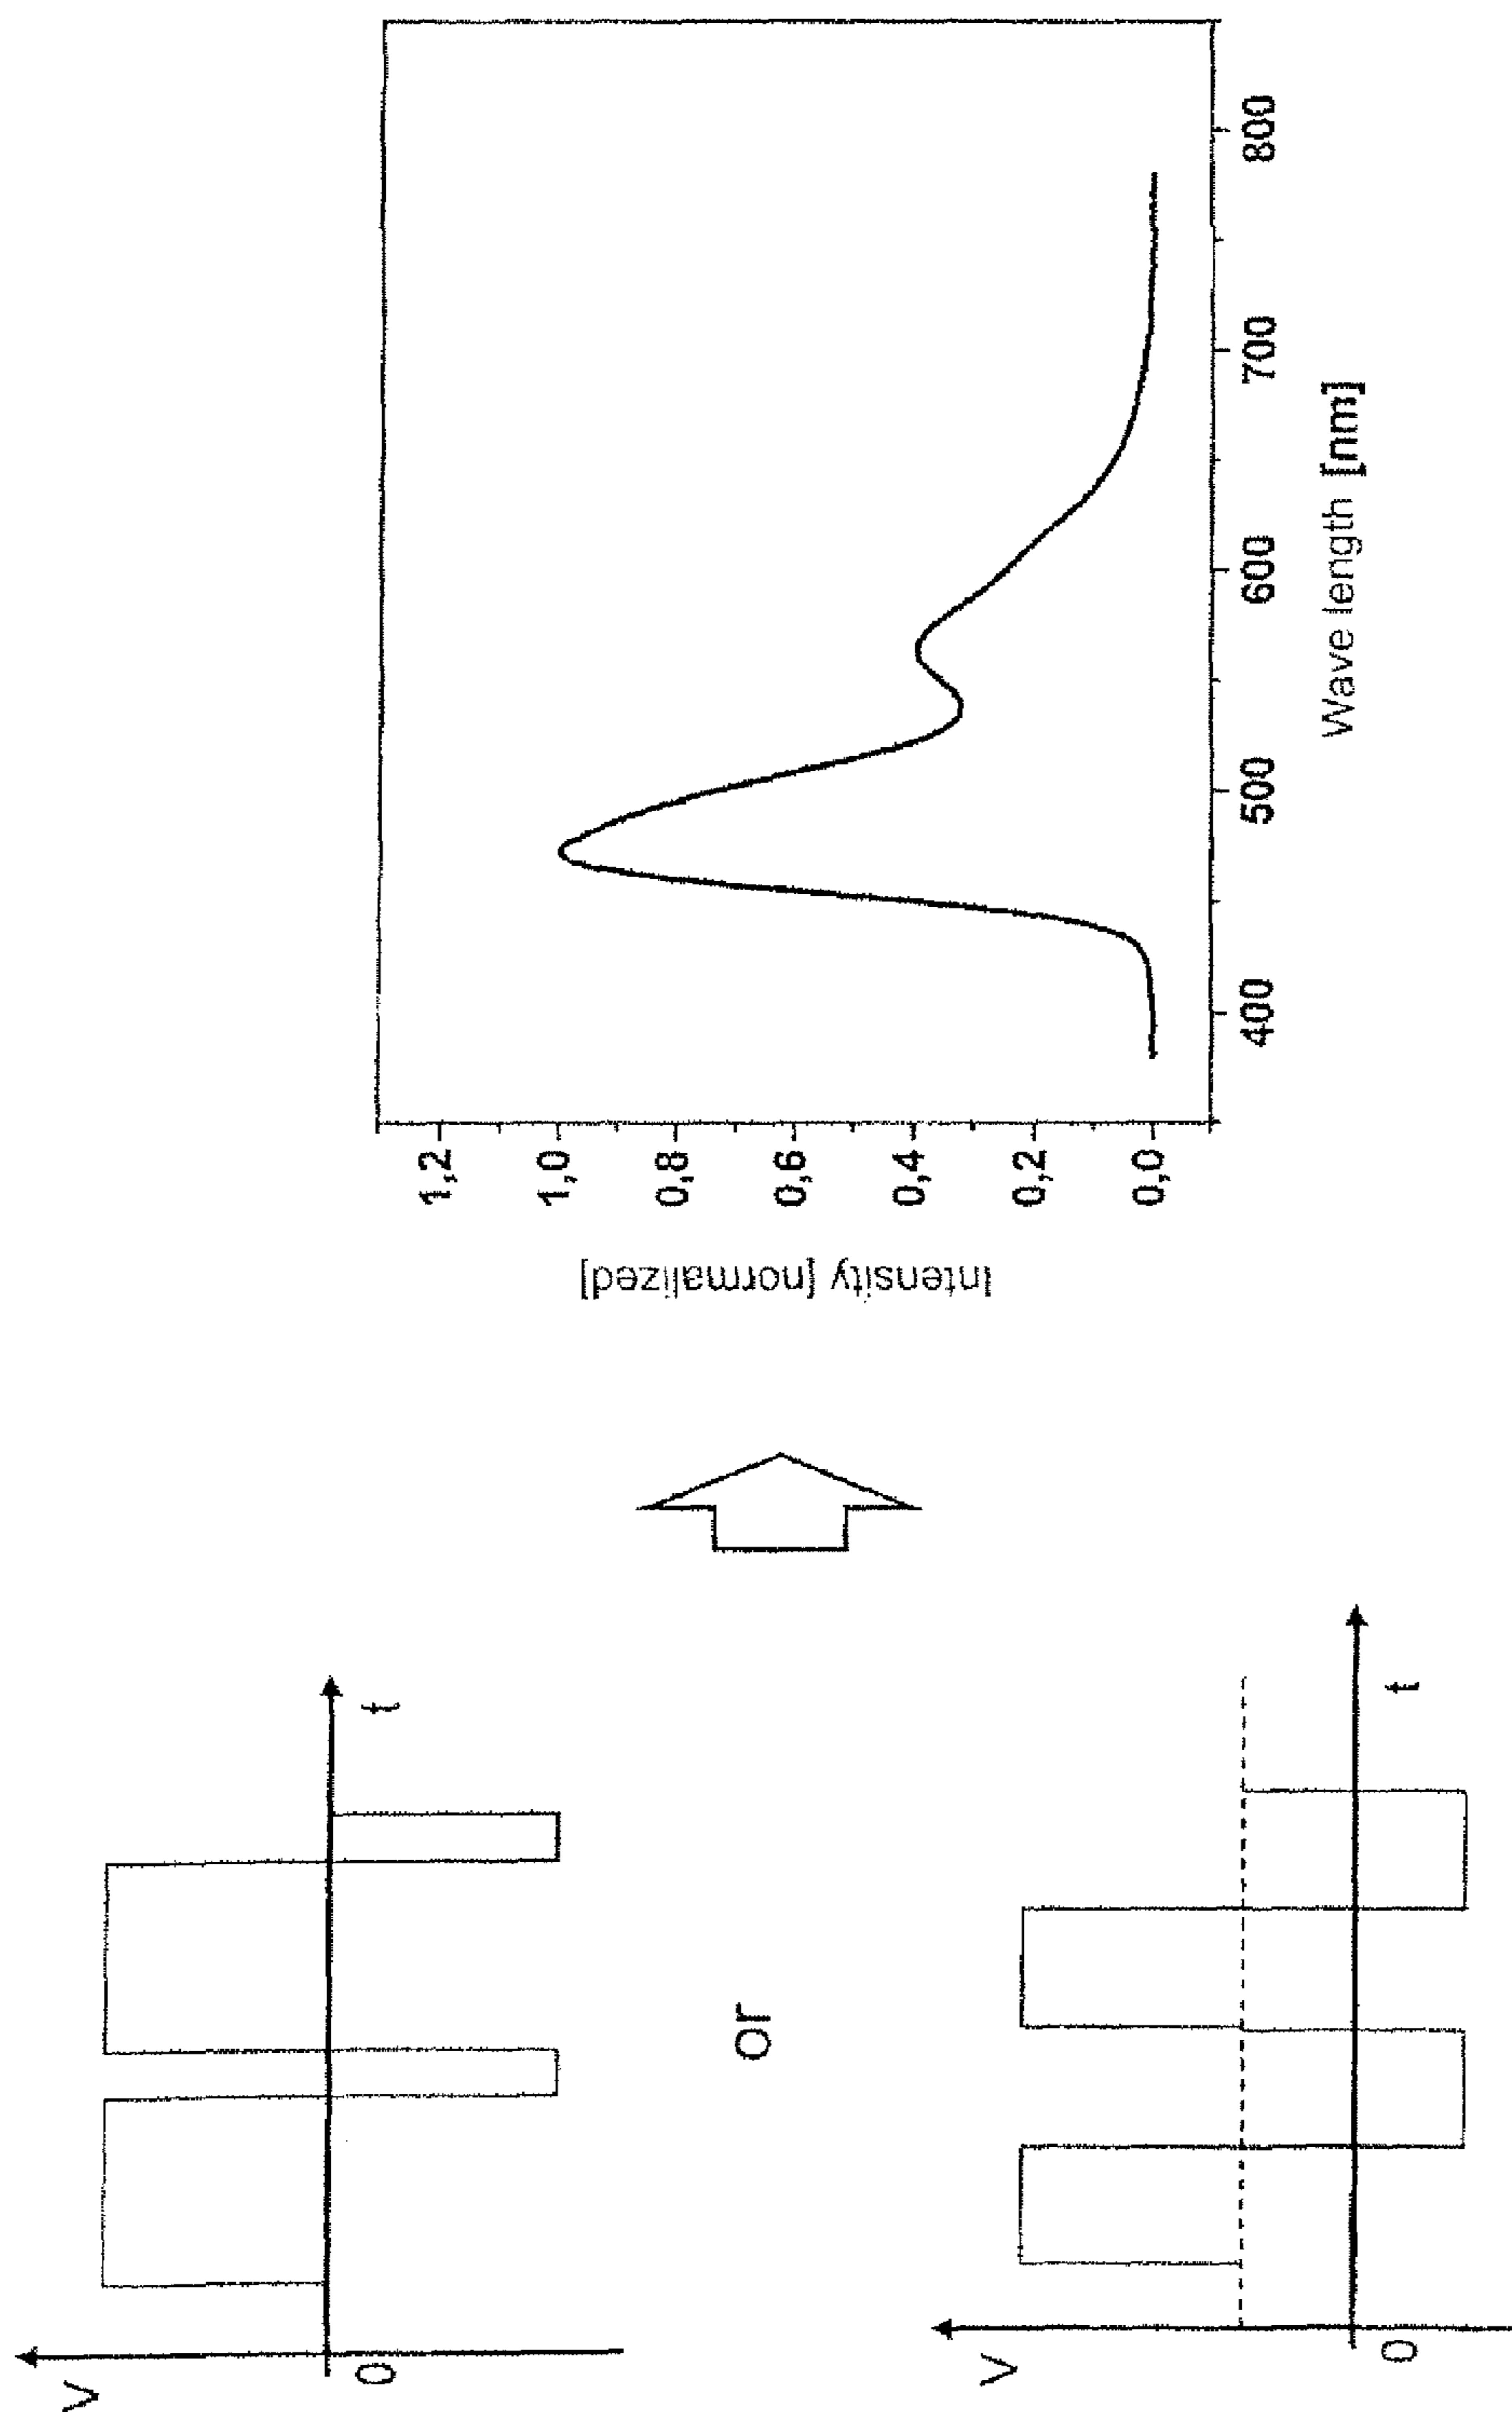 V
0
t
or
V
0
t
Intensity [normalized]
1,2
1,0
0,8
0,6
0,4
0,2
0,0
400
500
600
700
800
Wave length [nm]